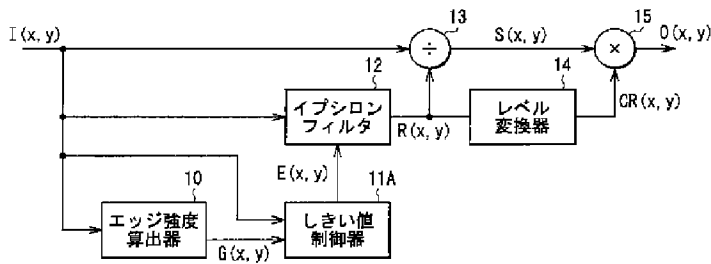 I(x, y)
13
÷
S(x, y)
15
×
O(x, y)
12
イプシロン
フィルタ
R(x, y)
14
レベル
変換器
CR(x, y)
E(x, y)
10
エッジ強度
算出器
G(x, y)
11A
しきい値
制御器